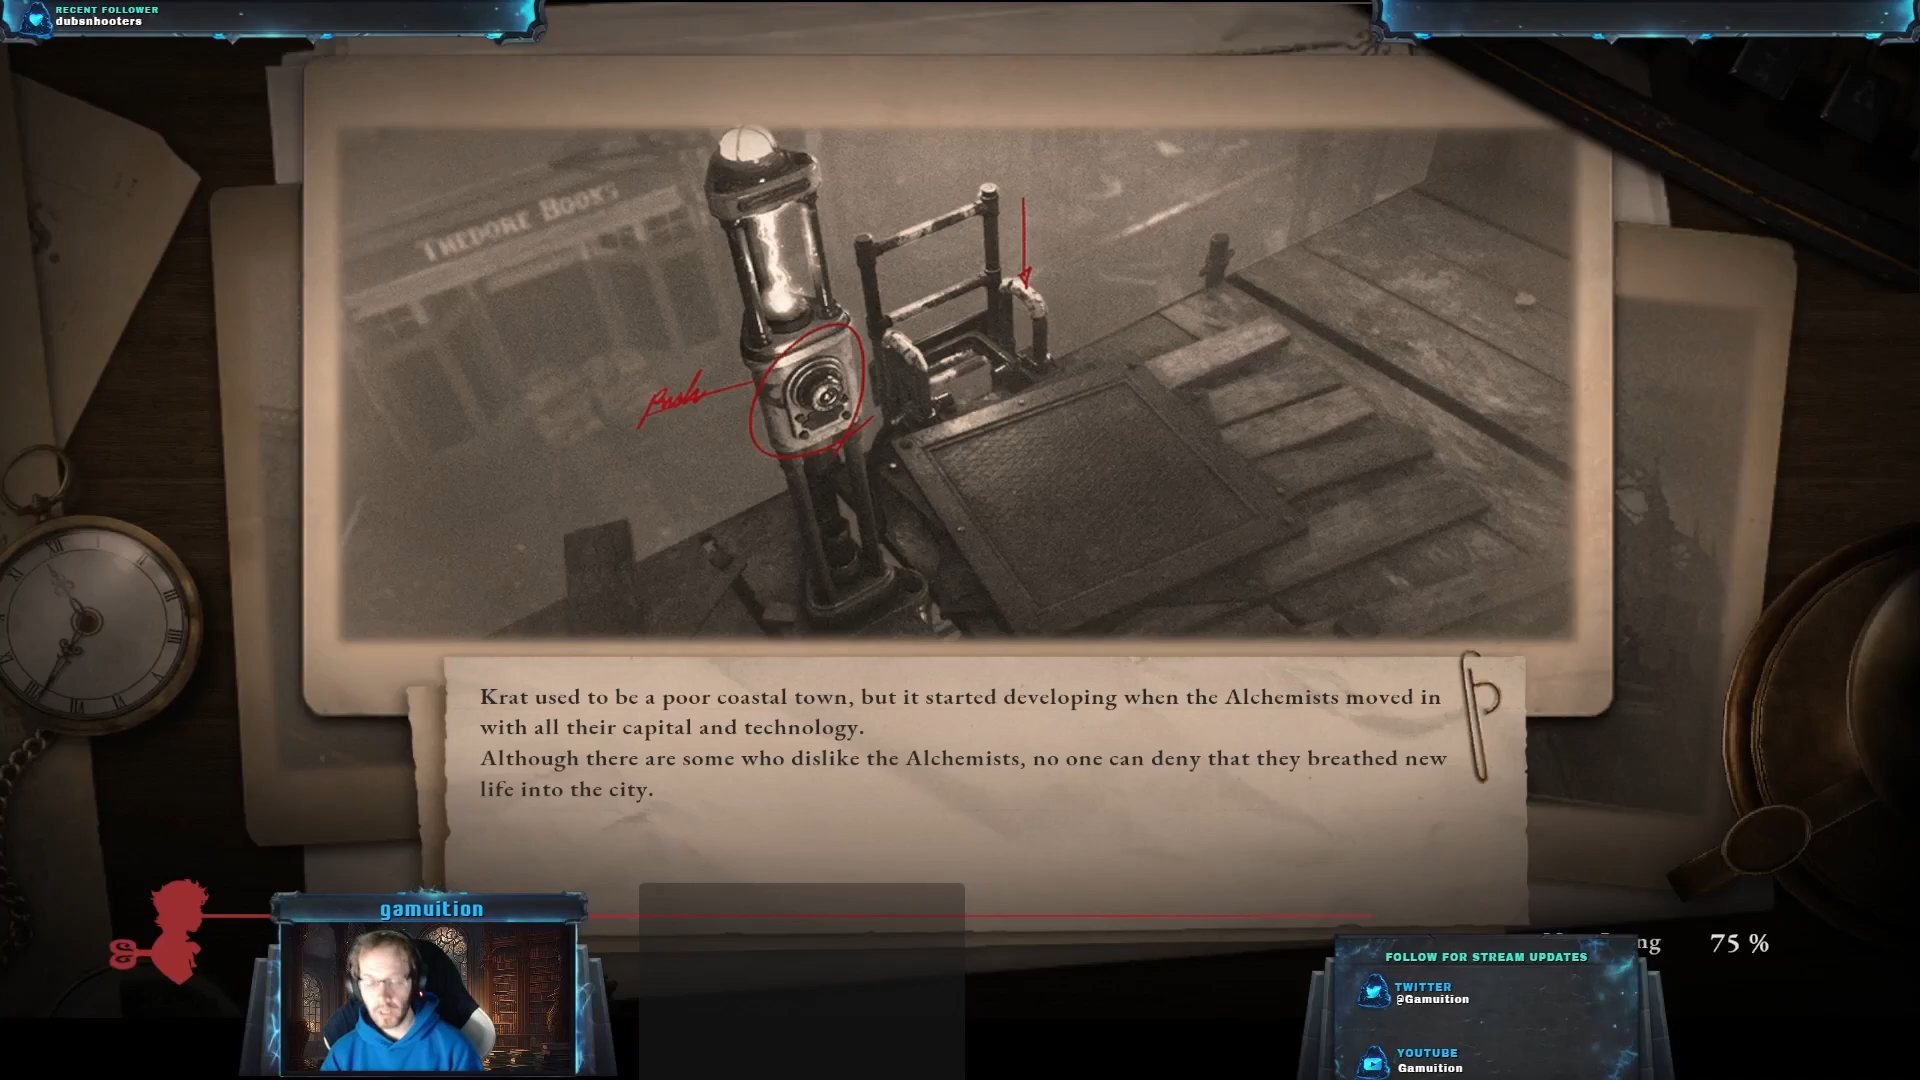 RECENT FOLLOWER
dubsnhooters
THEDORE BOOKS
Push
Krat used to be a poor coastal town, but it started developing when the Alchemists moved in
with all their capital and technology.
Although there are some who dislike the Alchemists, no one can deny that they breathed new
life into the city.
gamuition
75 %
FOLLOW FOR STREAM UPDATES
TWITTER
@Gamuition
YOUTUBE
Gamuition